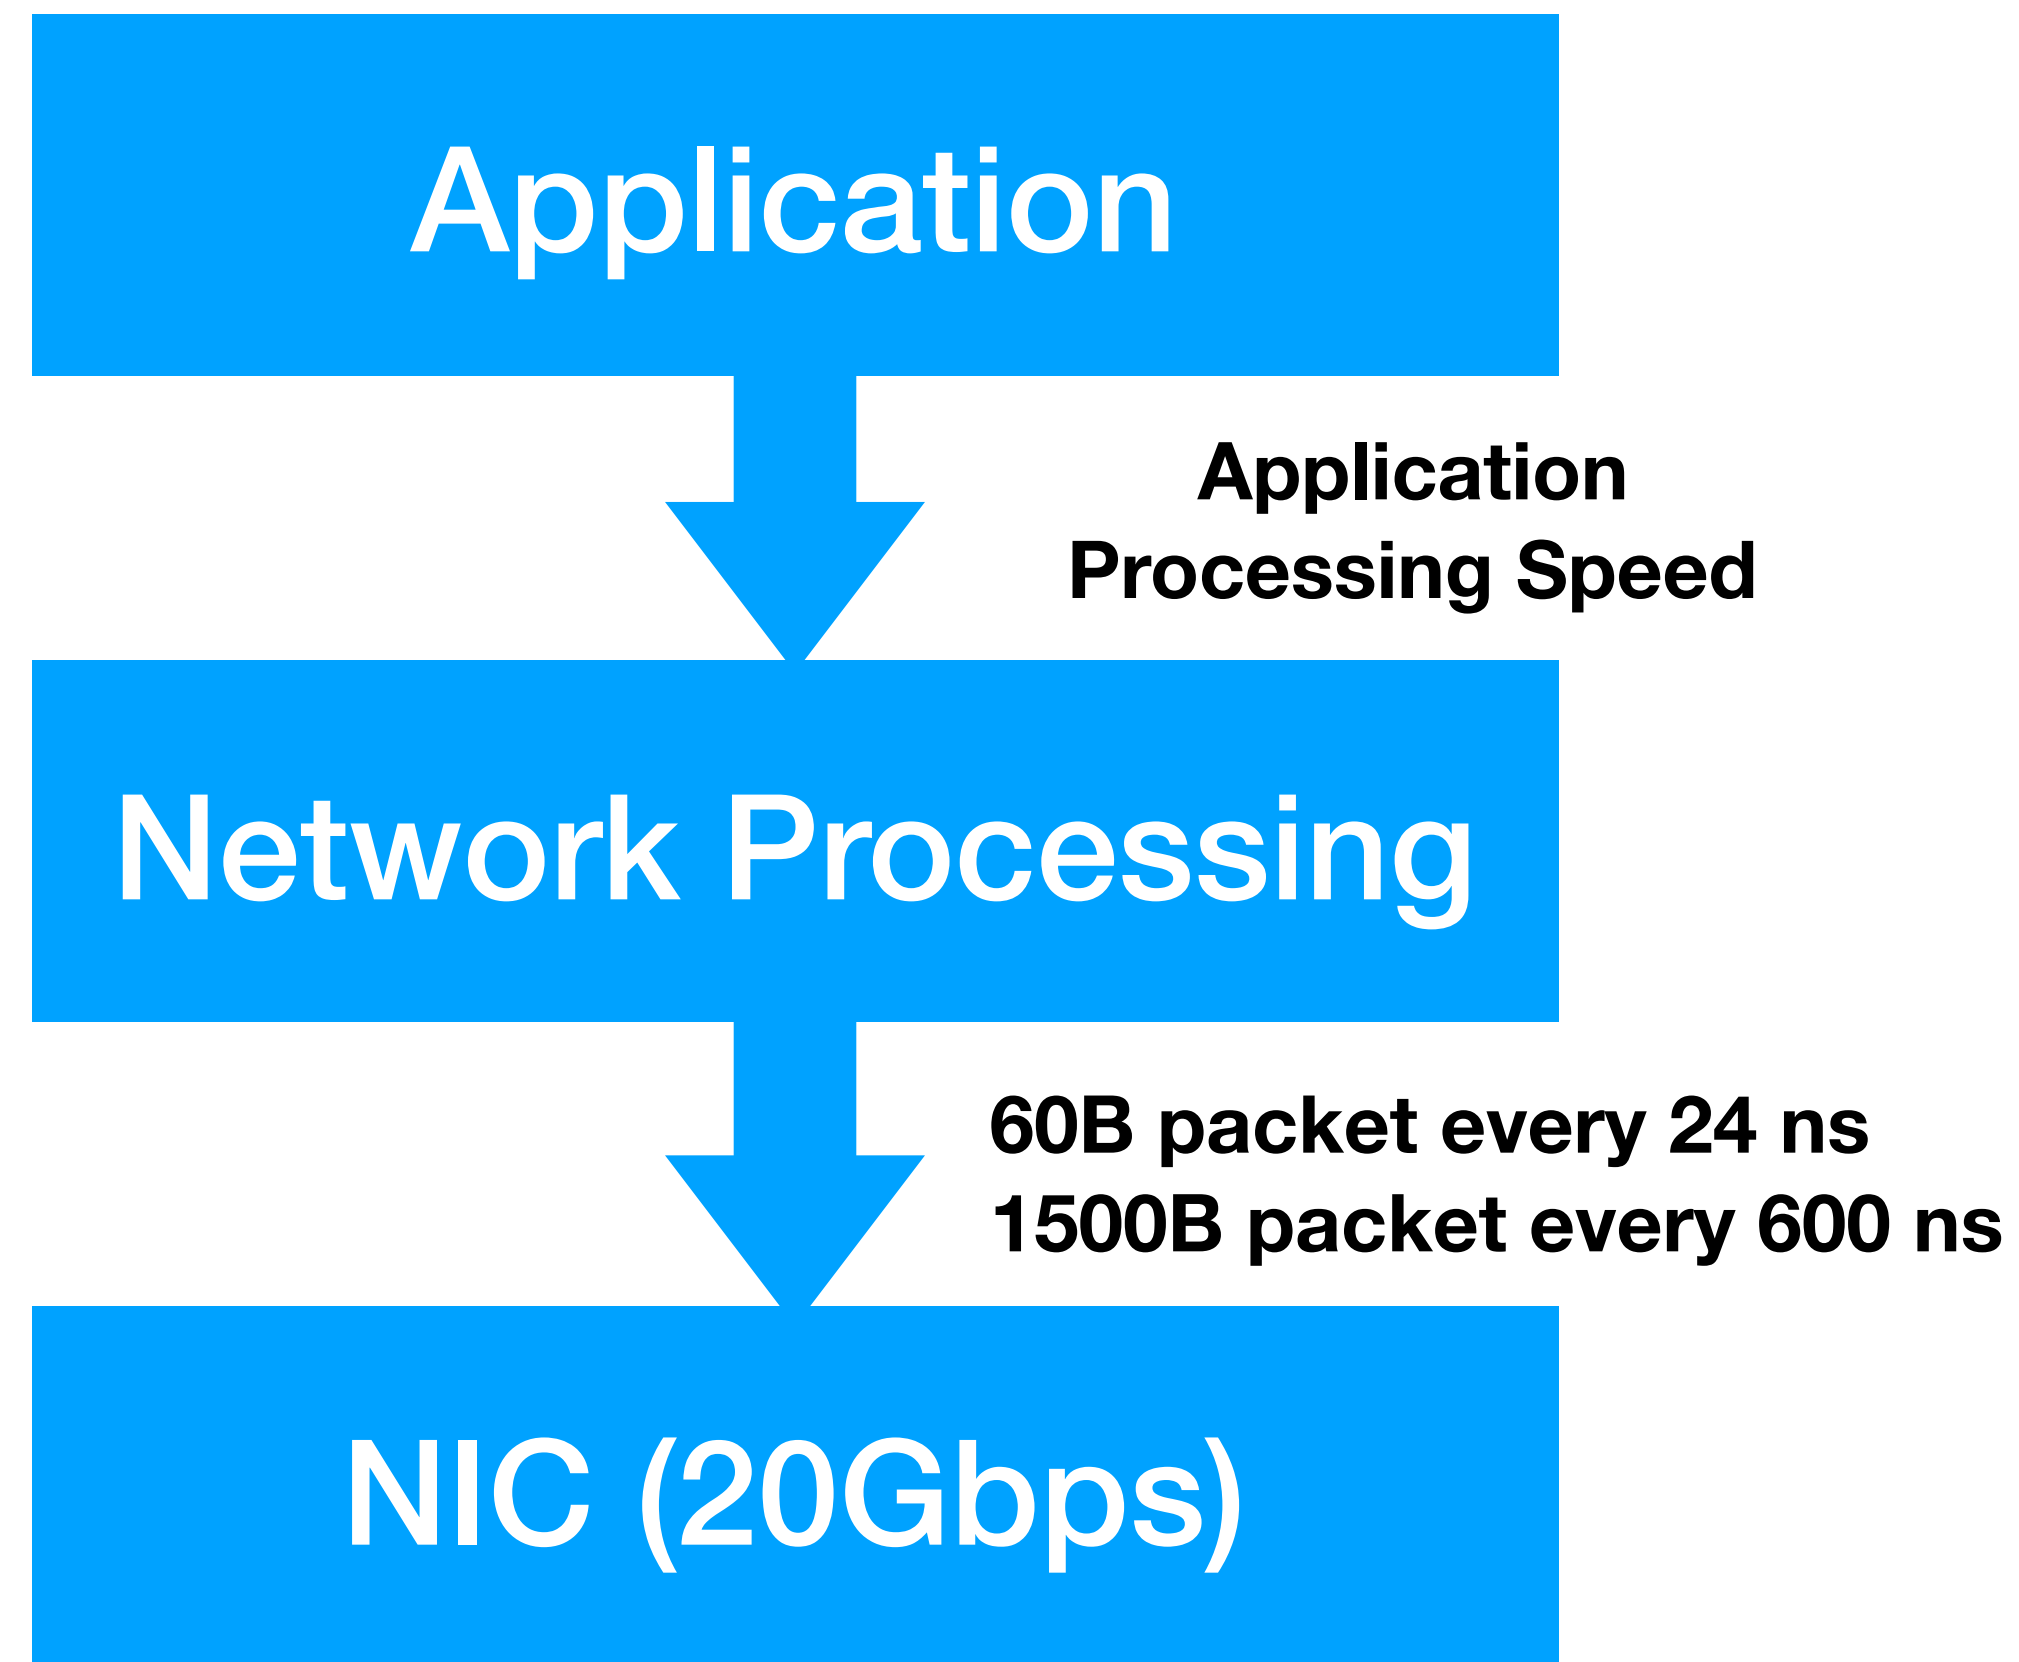 Application
Application
Processing Speed
Network Processing
60B packet every 24 ns
1500B packet every 600 ns
NIC (20Gbps)